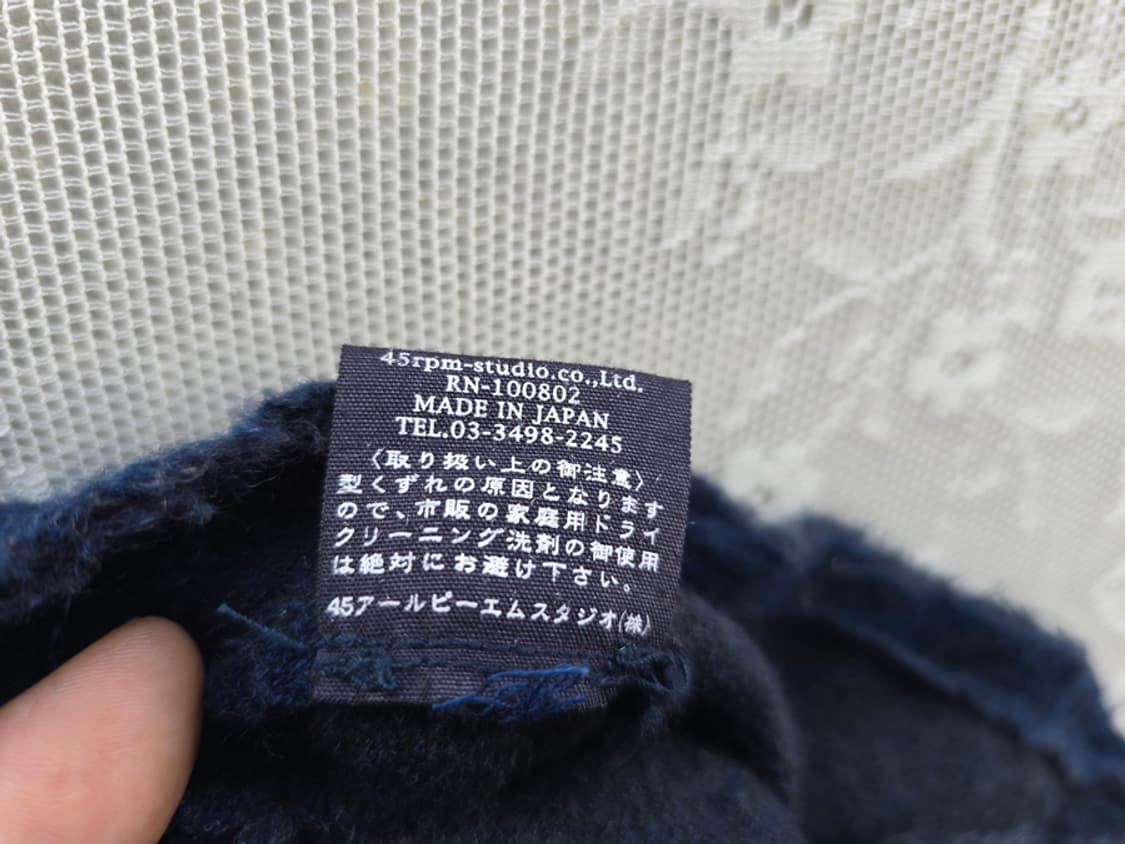 45rpm-studio.co.,Ltd.
RN-100802
MADE IN JAPAN
TEL.03-3498-2245
〈取り扱い上の御注意〉
型くずれの原因となります
ので、市販の家庭用ドライ
クリーニング洗剤の御使用
は絶対にお避け下さい。
45アールピーエムスタジオ(株)